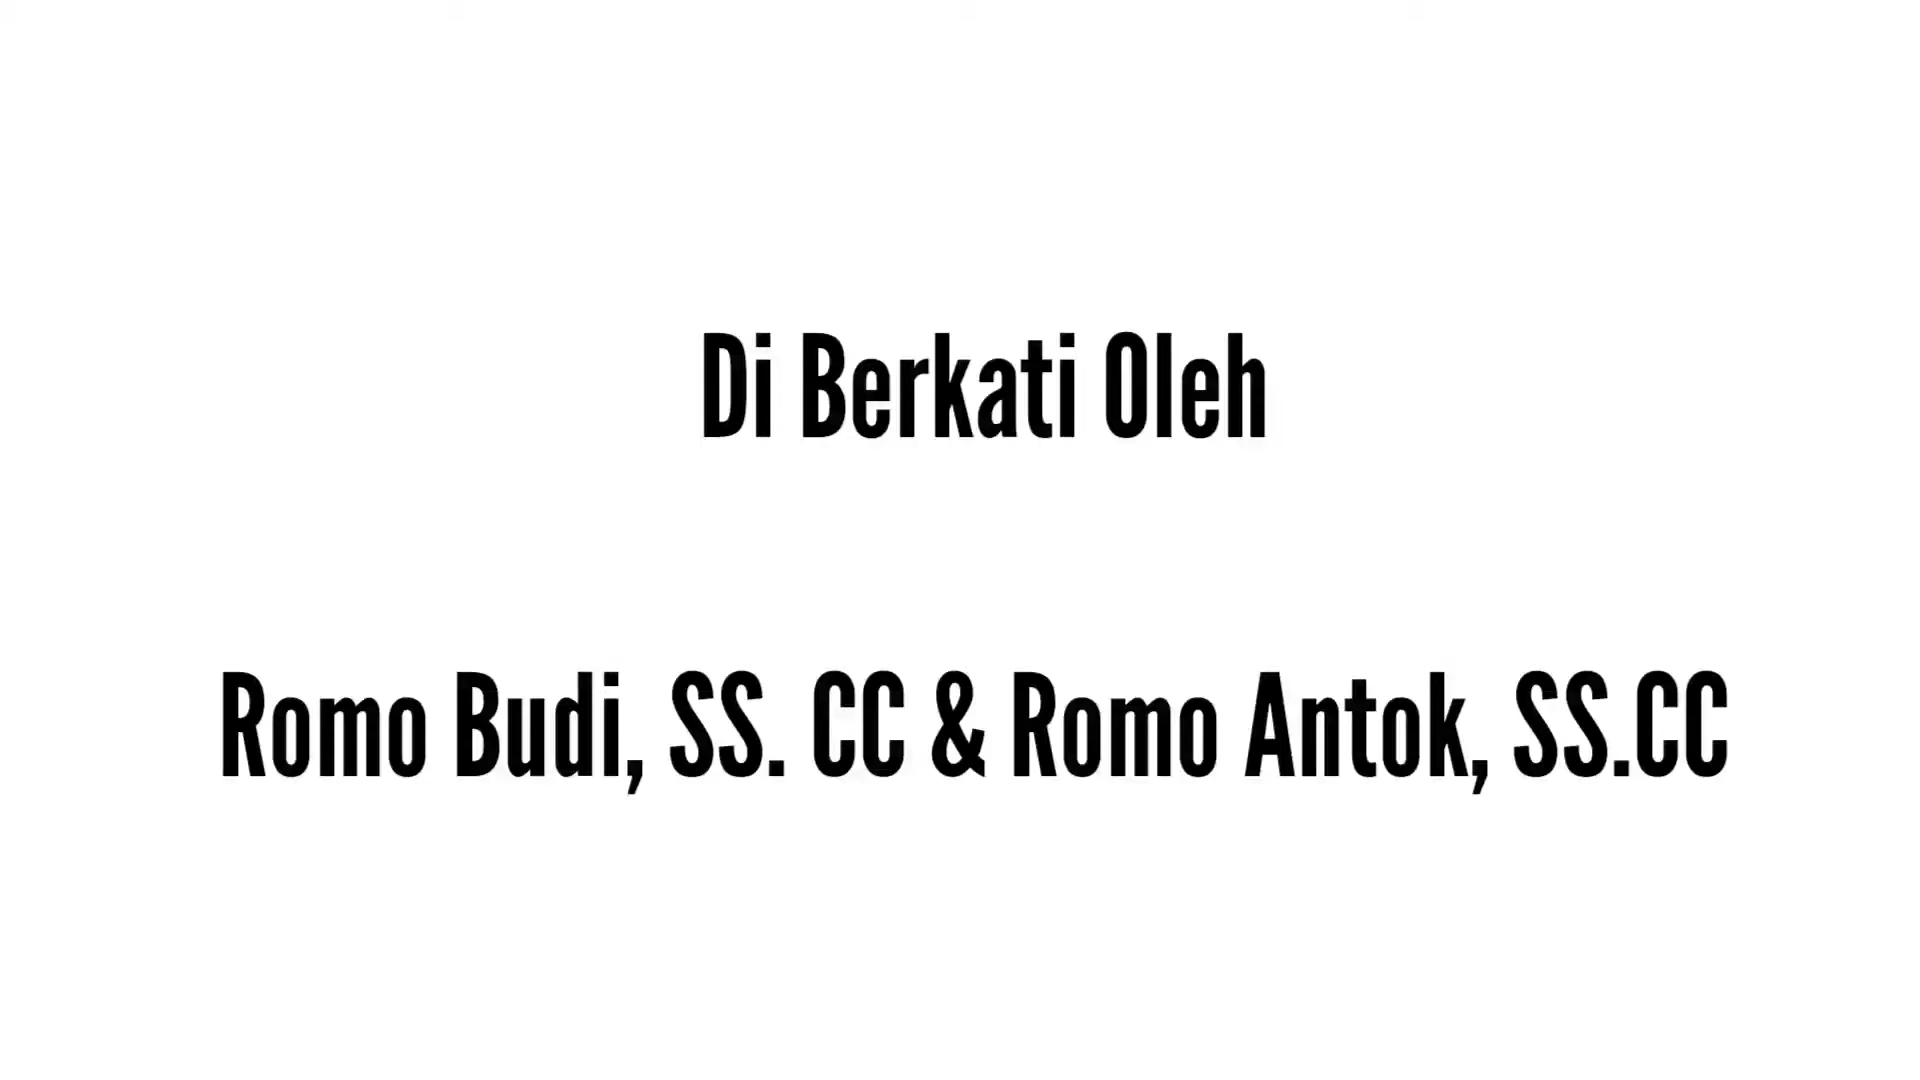 Di Berkati Oleh
Romo Budi, SS. CC & Romo Antok, SS.CC